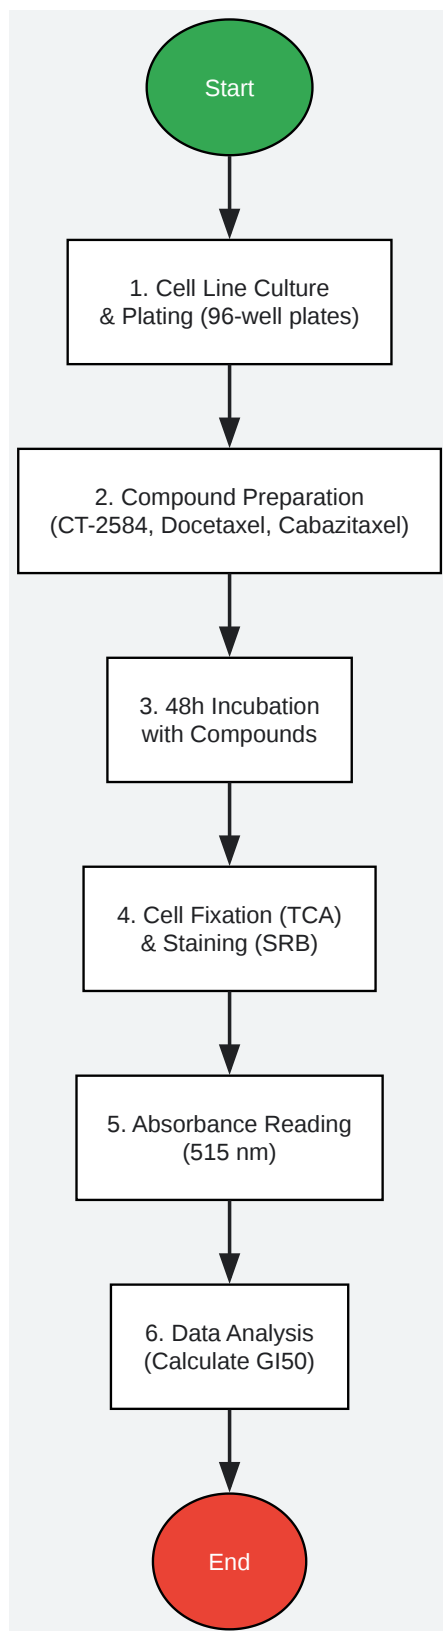 Start
1. Cell Line Culture
& Plating (96-well plates)
2. Compound Preparation
(CT-2584, Docetaxel, Cabazitaxel)
3. 48h Incubation
with Compounds
4. Cell Fixation (TCA)
& Staining (SRB)
5. Absorbance Reading
(515 nm)
6. Data Analysis
(Calculate GI50)
End